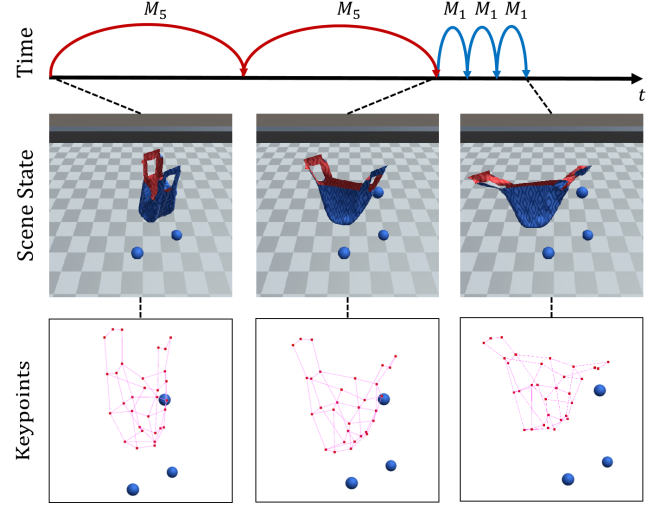 M₅ M₅ M₁ M₁ M₁
Time
t
Scene State
Keypoints